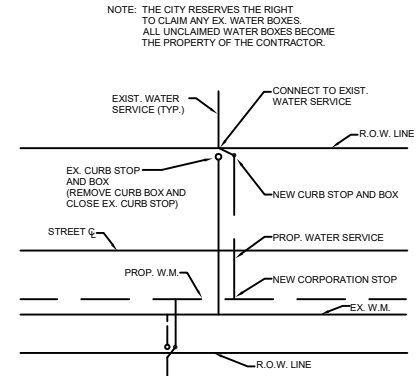 NOTE: THE CITY RESERVES THE RIGHT
TO CLAIM ANY EX. WATER BOXES.
ALL UNCLAIMED WATER BOXES BECOME
THE PROPERTY OF THE CONTRACTOR.
EXIST. WATER
SERVICE (TYP.)
CONNECT TO EXIST.
WATER SERVICE
R.O.W. LINE
EX. CURB STOP
AND BOX
(REMOVE CURB BOX AND
CLOSE EX. CURB STOP)
NEW CURB STOP AND BOX
STREET ℄
PROP. WATER SERVICE
PROP. W.M.
NEW CORPORATION STOP
EX. W.M.
R.O.W. LINE